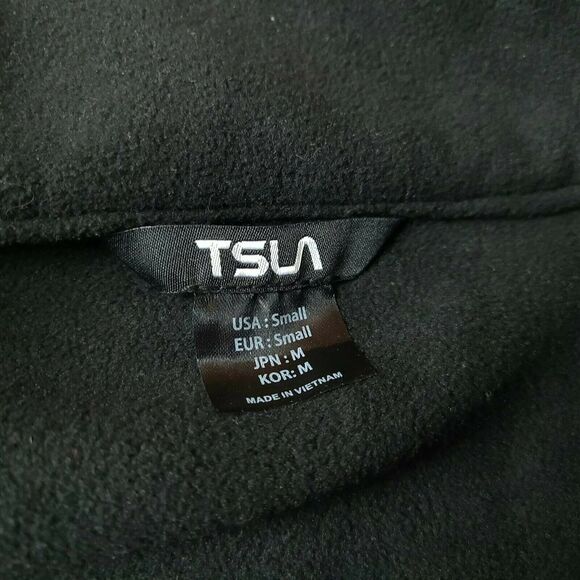 TSLA
USA : Small
EUR : Small
JPN : M
KOR : M
MADE IN VIETNAM